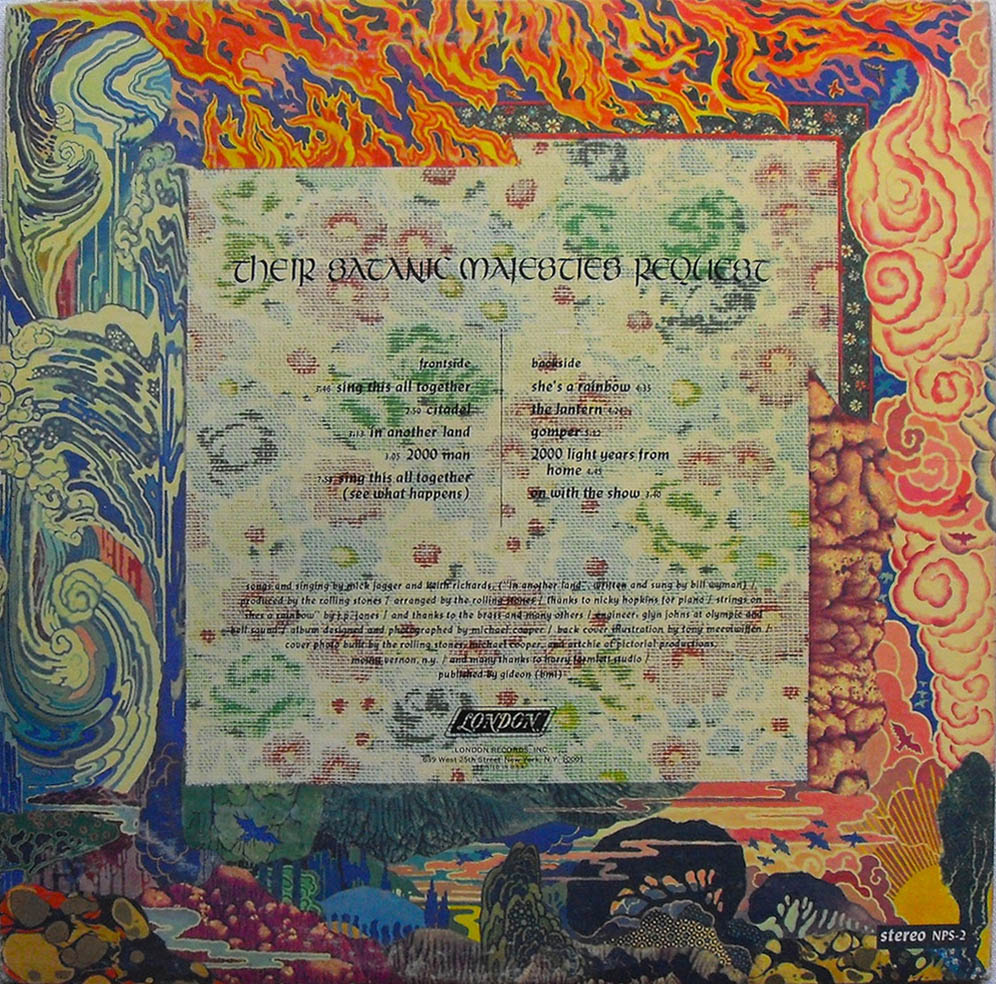 their satanic majesties request
frontside
3:46 sing this all together
2:50 citadel
3:13 in another land
3:05 2000 man
7:58 sing this all together
(see what happens)
backside
she's a rainbow 4:35
the lantern
gomper 5:12
2000 light years from
home 4:45
on with the show 3:40
songs and singing by mick jagger and keith richards, ("in another land" written and sung by bill wyman) /
produced by the rolling stones / arranged by the rolling stones / thanks to nicky hopkins for piano / strings on
"she's a rainbow" by j.p. jones / and thanks to the brass and many others / engineer, glyn johns at olympic and
bell sound / album designed and photographed by michael cooper / back cover illustration by tony meeuwissen /
cover photo built by the rolling stones, michael cooper, and artchie of pictorial productions,
mount vernon, n.y. / and many thanks to harry studio /
published by gideon (bmi)
LONDON
LONDON RECORDS, INC.
539 West 25th Street New York, N.Y. 10001
PRINTED IN U.S.A.
stereo NPS-2